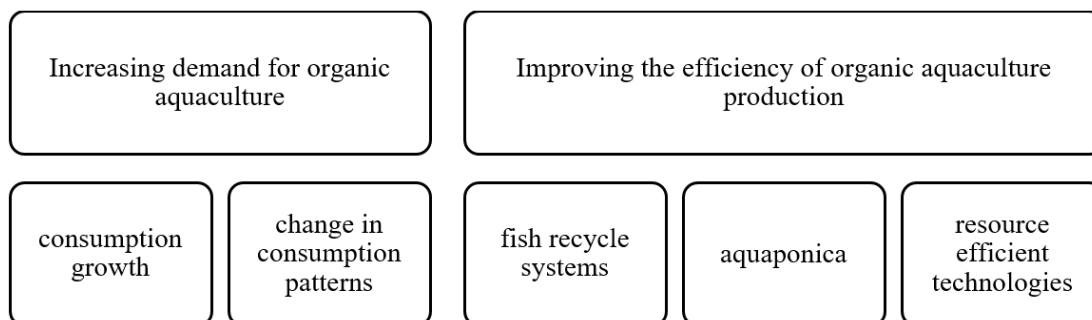 Increasing demand for organic
aquaculture
Improving the efficiency of organic aquaculture
production
consumption
growth
change in
consumption
patterns
fish recycle
systems
aquaponica
resource
efficient
technologies